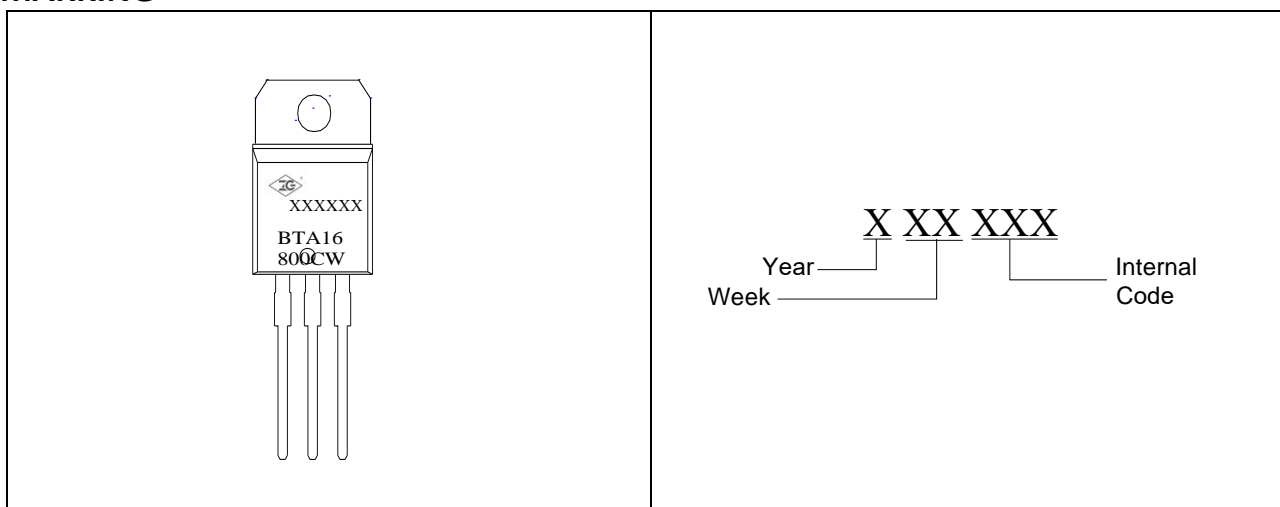 XXXXXX
BTA16
800CW
X XX XXX
Year
Week
Internal
Code